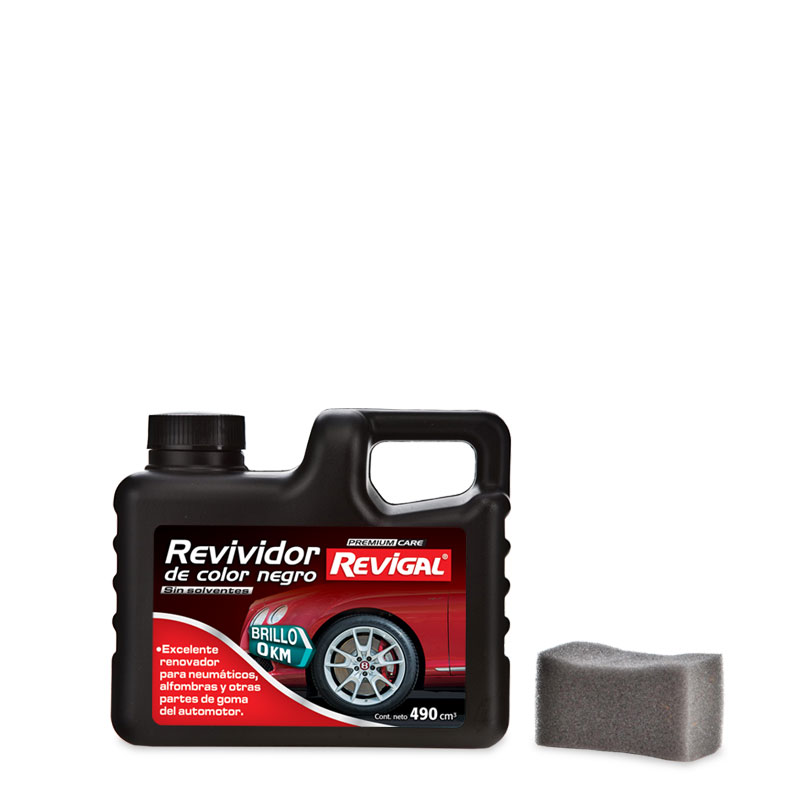 PREMIUM CARE
Revividor
de color negro
Sin solventes
REVIGAL®
BRILLO
0 KM
•Excelente
renovador
para neumáticos,
alfombras y otras
partes de goma
del automotor.
Cont. neto 490 cm³